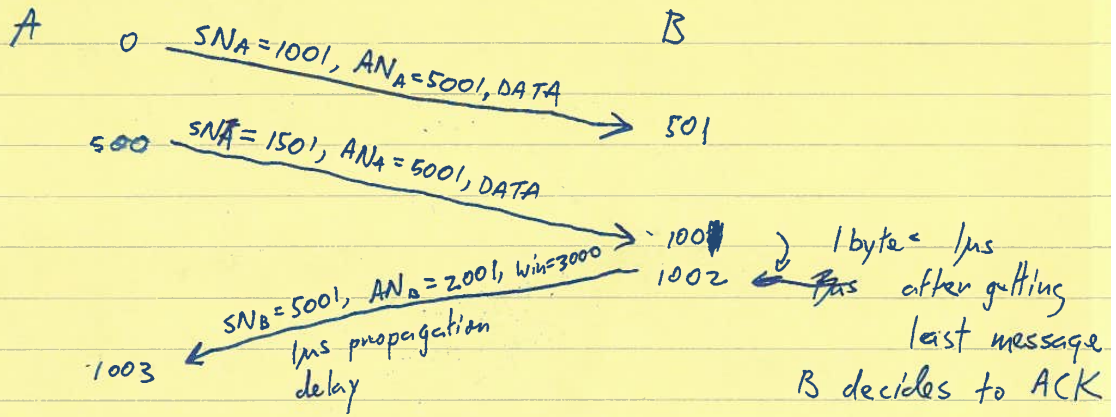 A B
0 SNA=1001, ANA=5001, DATA
501
500 SNA=1501, ANA=5001, DATA
1001 1 byte = 1µs
SNB=5001, ANB=2001, win=3000 1002 after getting
1µs propagation last message
1003 delay B decides to ACK